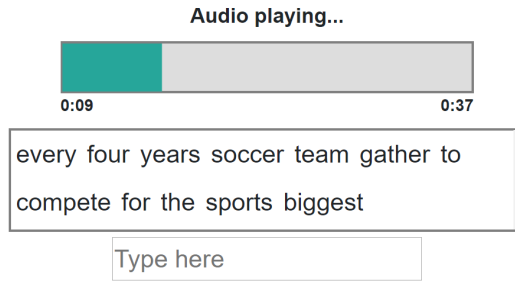 Audio playing...
0:09 0:37
every four years soccer team gather to
compete for the sports biggest
Type here